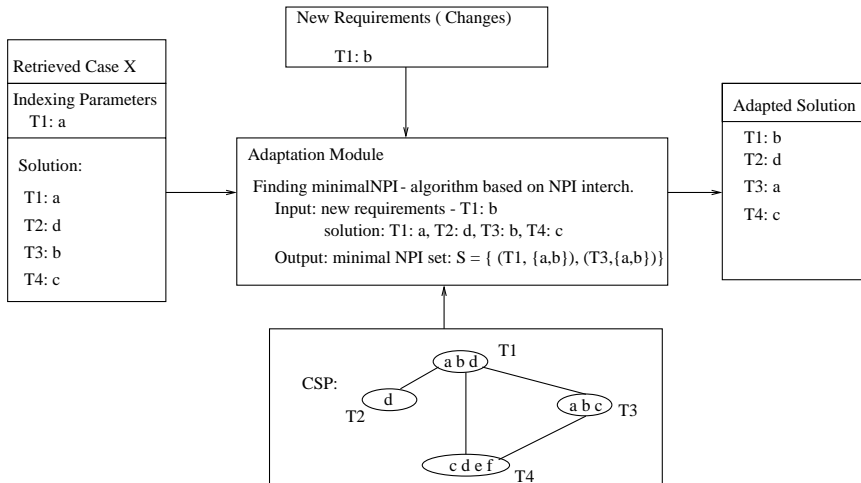 New Requirements ( Changes)
T1: b
Retrieved Case X
Indexing Parameters
T1: a
Solution:
T1: a
T2: d
T3: b
T4: c
Adaptation Module
Finding minimalNPI - algorithm based on NPI interch.
Input: new requirements - T1: b
solution: T1: a, T2: d, T3: b, T4: c
Output: minimal NPI set: S = { (T1, {a,b}), (T3,{a,b})}
Adapted Solution
T1: b
T2: d
T3: a
T4: c
CSP:
a b d
T1
d
T2
a b c
T3
c d e f
T4